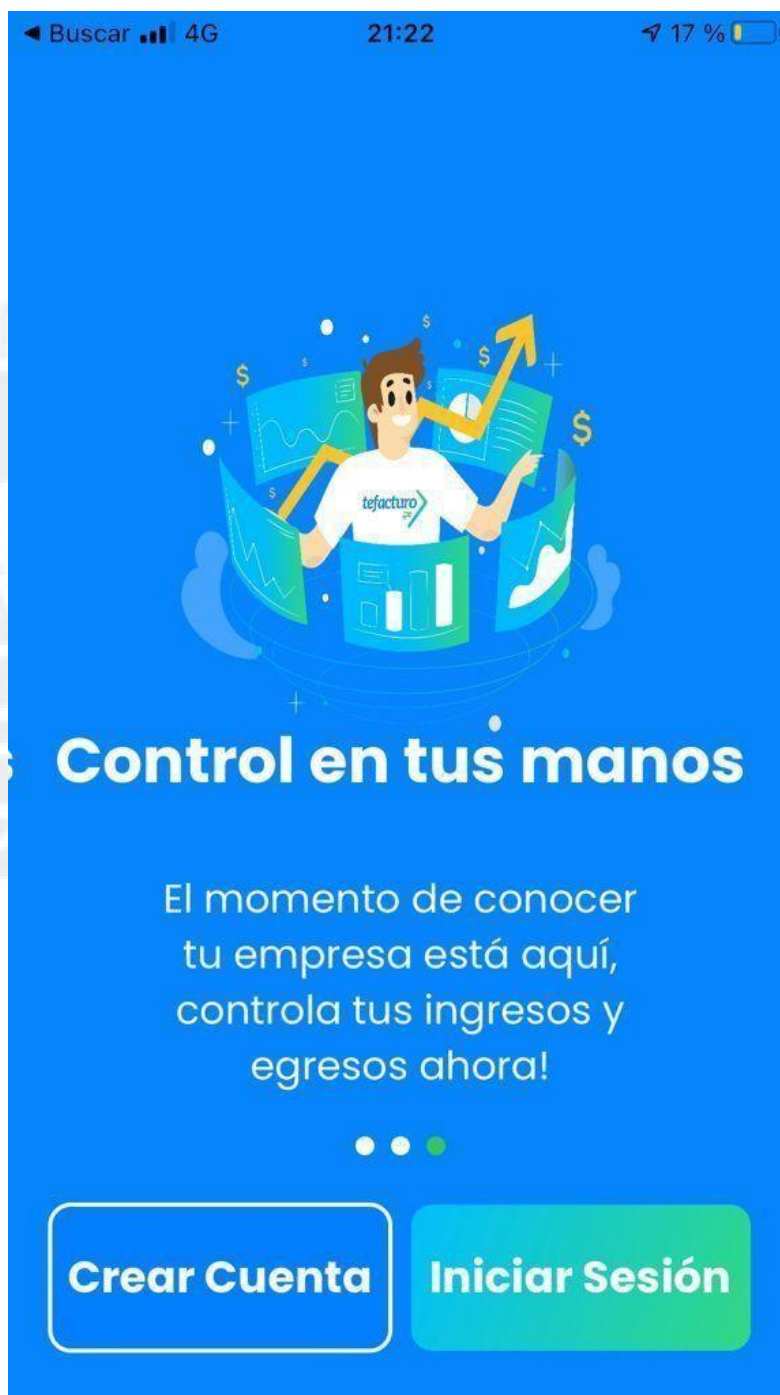 ◀ Buscar 4G 21:22 17 %
$ $ $ $ $ $ $
tefacturo
s Control en tus manos
El momento de conocer
tu empresa está aquí,
controla tus ingresos y
egresos ahora!
Crear Cuenta Iniciar Sesión